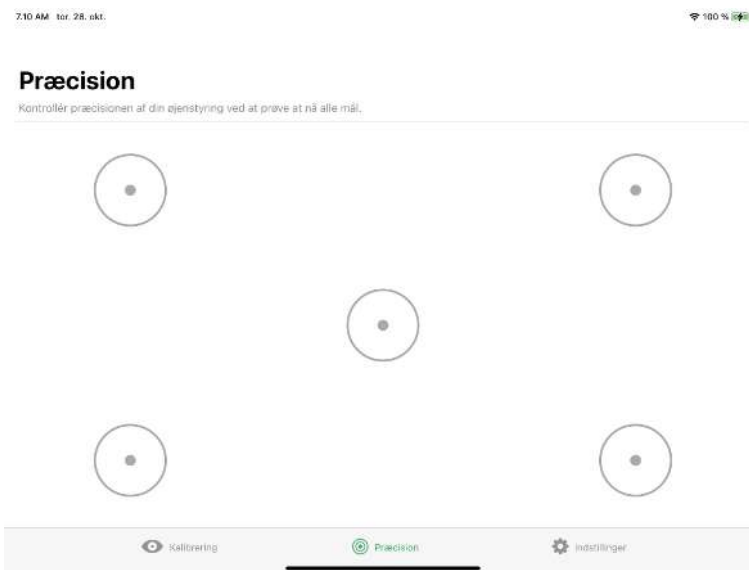 7.10 AM tor. 28. okt.
100 %
Præcision
Kontrollér præcisionen af din øjenstyring ved at prøve at nå alle mål.
Kalibrering
Præcision
Indstillinger